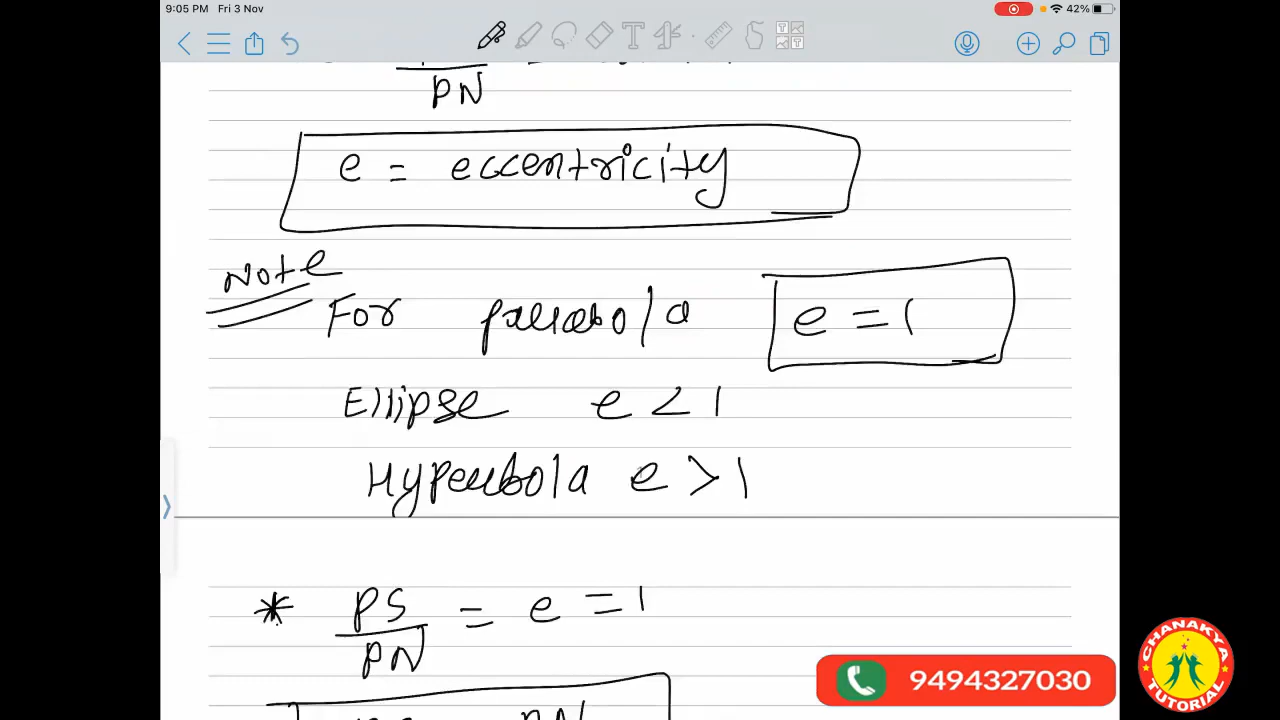 9:05 PM Fri 3 Nov 42%
PN
e = eccentricity
Note
For parabola e = 1
Ellipse e < 1
Hyperbola e > 1
* PS = e = 1
PN
PN
9494327030
CHANAKYA
TUTORIAL